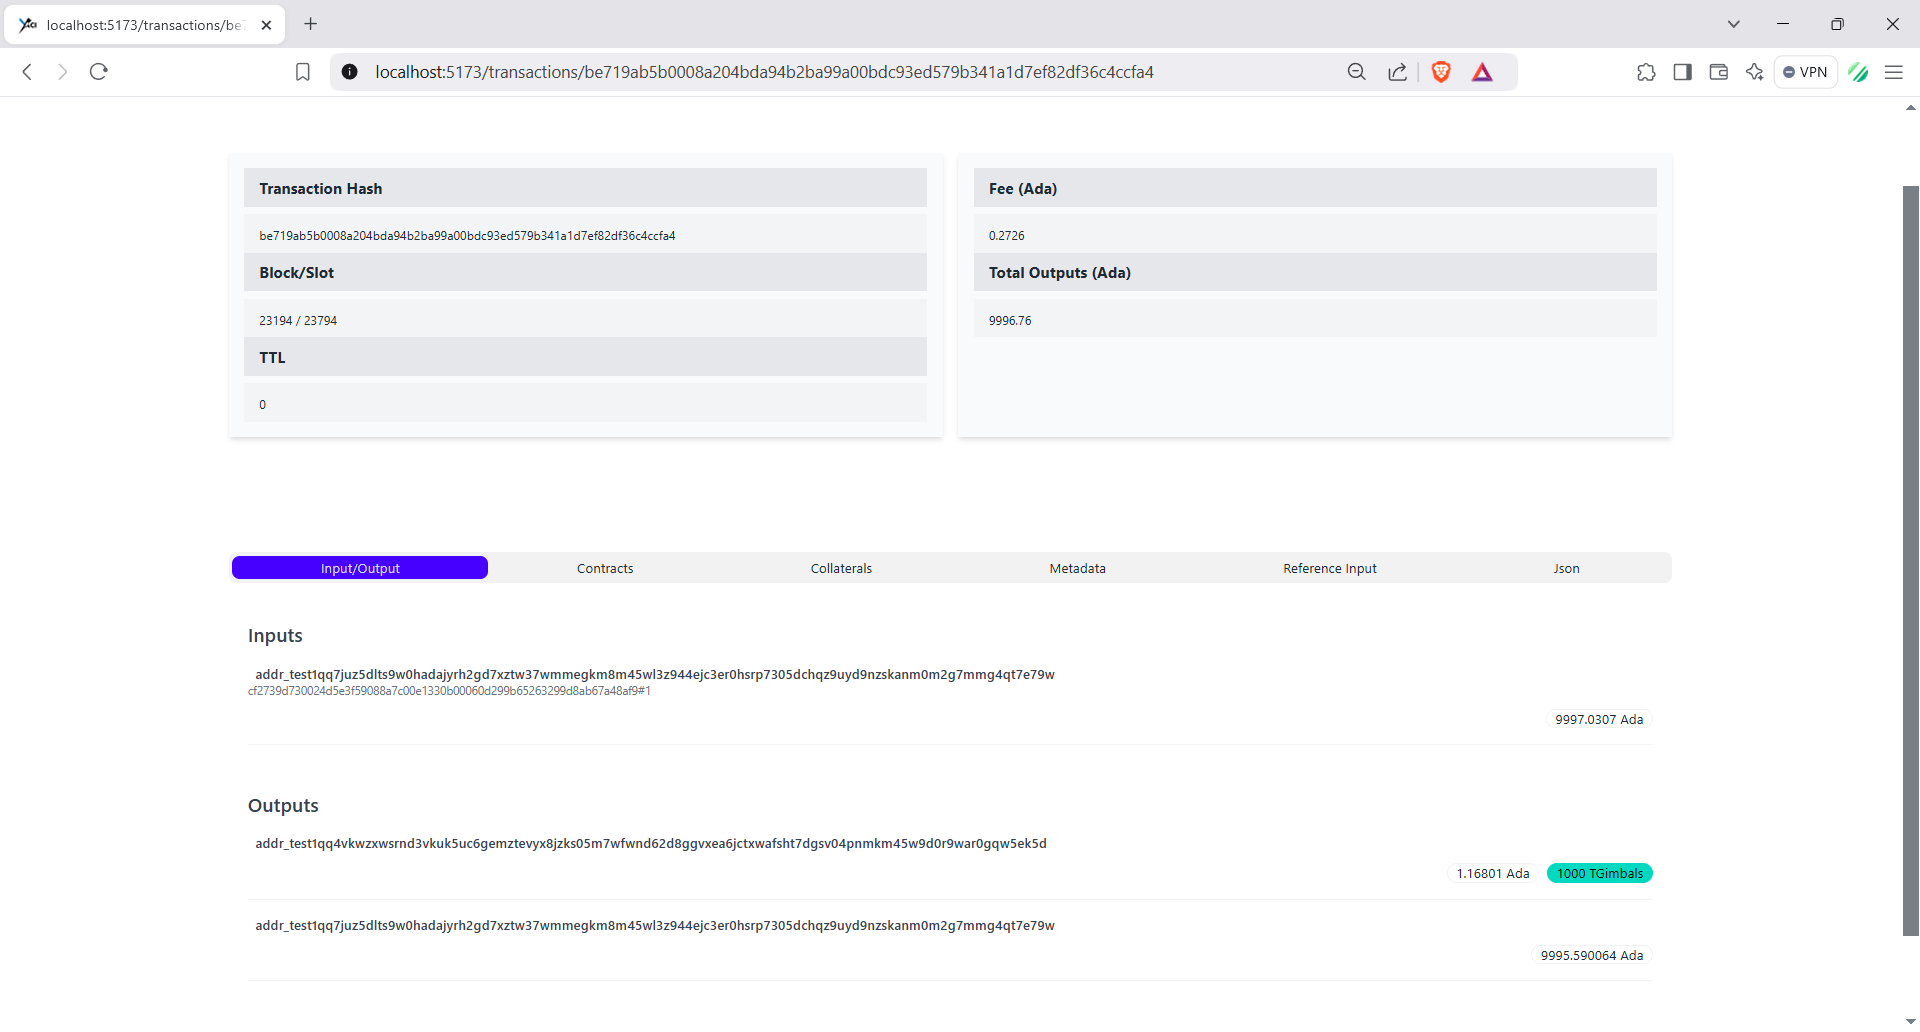 localhost:5173/transactions/be
localhost:5173/transactions/be719ab5b0008a204bda94b2ba99a00bdc93ed579b341a1d7ef82df36c4ccfa4
VPN
Transaction Hash
be719ab5b0008a204bda94b2ba99a00bdc93ed579b341a1d7ef82df36c4ccfa4
Block/Slot
23194 / 23794
TTL
0
Fee (Ada)
0.2726
Total Outputs (Ada)
9996.76
Input/Output Contracts Collaterals Metadata Reference Input Json
Inputs
addr_test1qq7juz5dlts9w0hadajyrh2gd7xztw37wmmegkm8m45wl3z944ejc3er0hsrp7305dchqz9uyd9nzskanm0m2g7mmg4qt7e79w
cf2739d730024d5e3f59088a7c00e1330b00060d299b65263299d8ab67a48af9#1
9997.0307 Ada
Outputs
addr_test1qq4vkwzxwsrnd3vkuk5uc6gemztevyx8jzks05m7wfwnd62d8ggvxea6jctxwafsht7dgsv04pnmkm45w9d0r9war0gqw5ek5d
1.16801 Ada 1000 TGimbals
addr_test1qq7juz5dlts9w0hadajyrh2gd7xztw37wmmegkm8m45wl3z944ejc3er0hsrp7305dchqz9uyd9nzskanm0m2g7mmg4qt7e79w
9995.590064 Ada